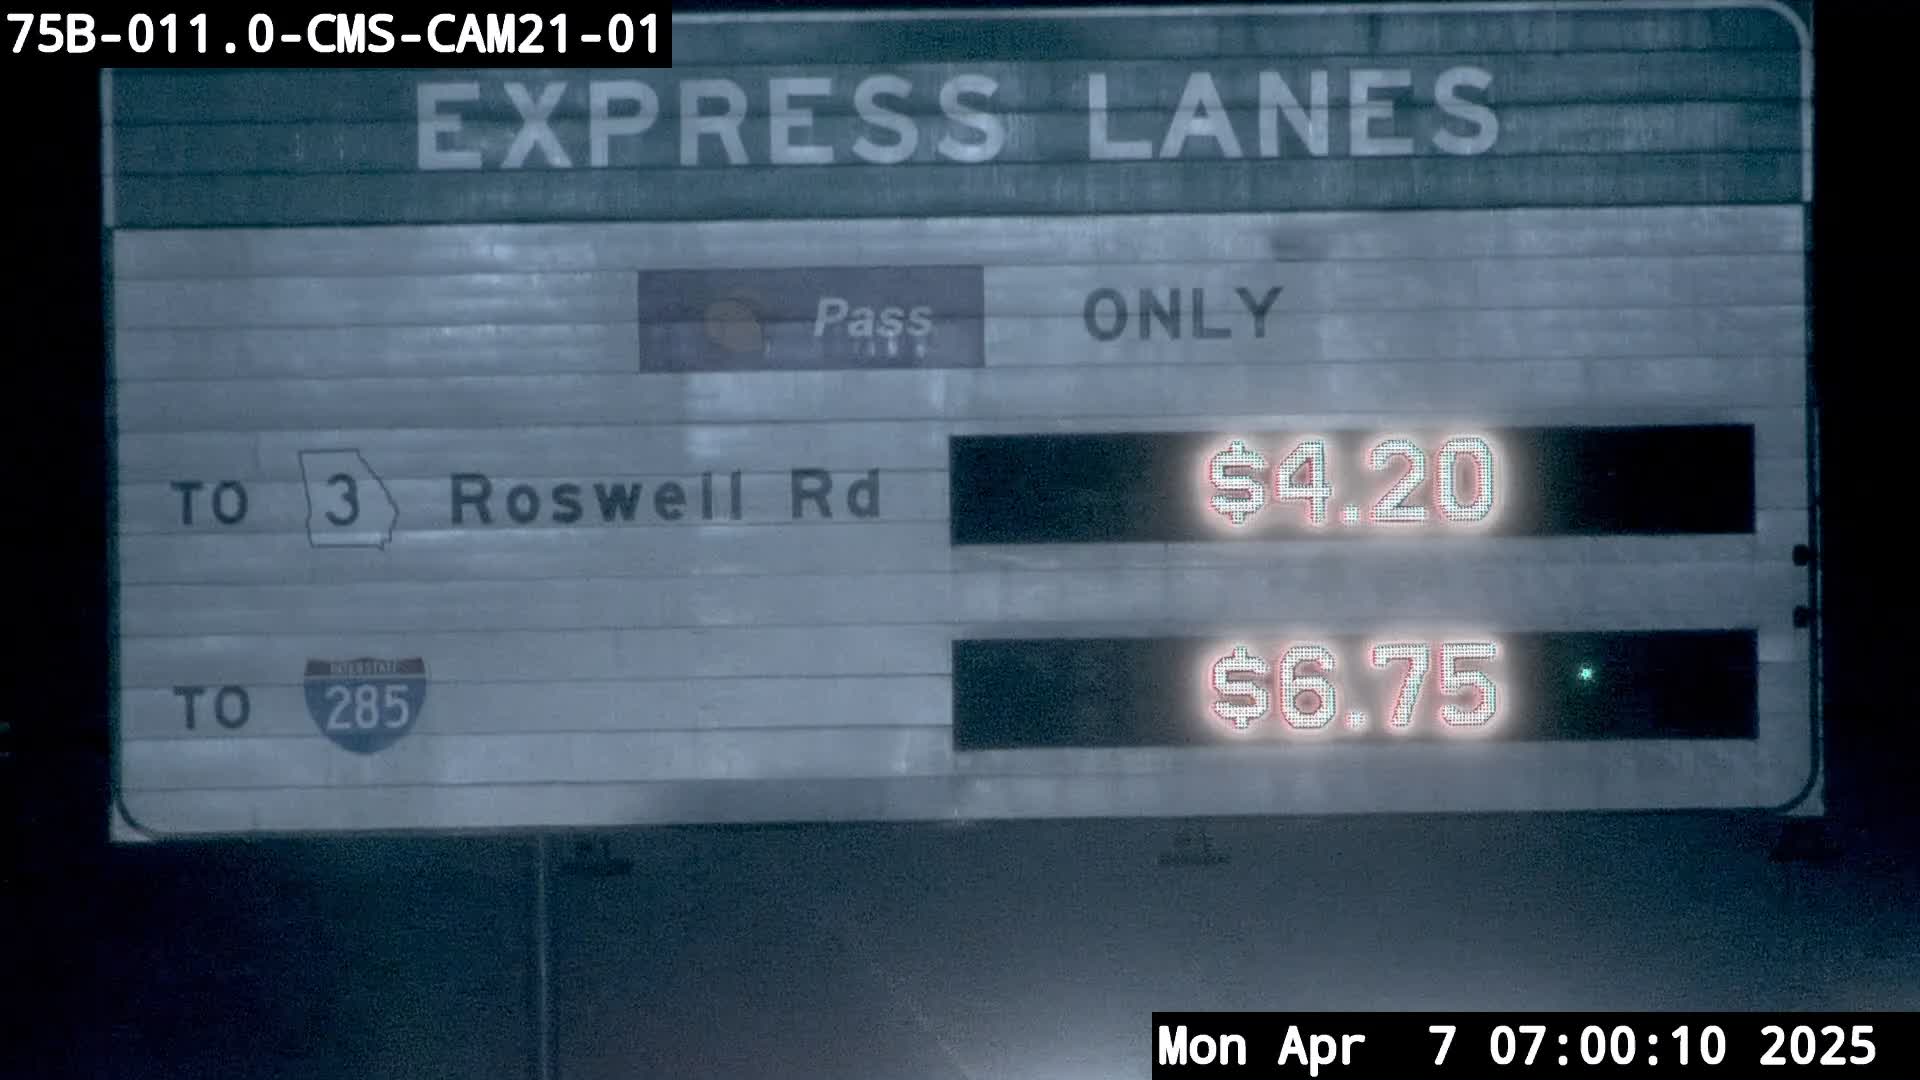 75B-011.0-CMS-CAM21-01
EXPRESS LANES
Pass ONLY
TO 3 Roswell Rd $4.20
INTERSTATE
TO 285 $6.75
Mon Apr 7 07:00:10 2025